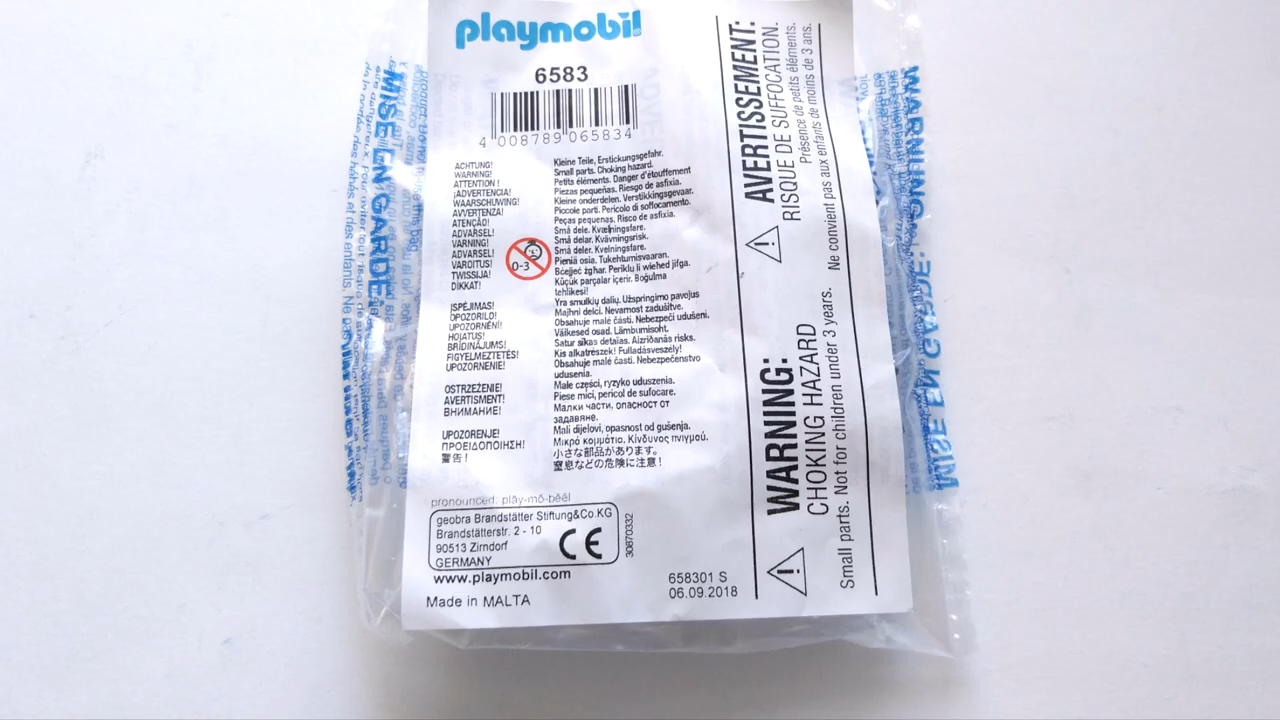 playmobil
6583
4 008789 065834
ACHTUNG! Kleine Teile, Erstickungsgefahr.
WARNING! Small parts. Choking hazard.
ATTENTION ! Petits éléments. Danger d'étouffement
¡ADVERTENCIA! Piezas pequeñas. Riesgo de asfixia.
WAARSCHUWING! Kleine onderdelen. Verstikkingsgevaar.
AVVERTENZA! Piccole parti. Pericolo di soffocamento.
ATENÇÃO! Peças pequenas. Risco de asfixia.
ADVARSEL! Små dele. Kvælningsfare.
VARNING! Små delar. Kvävningsrisk.
ADVARSEL! Små deler. Kvelningsfare.
VAROITUS! Pieniä osia. Tukehtumisvaaran.
TWISSIJA! Bċejjeċ żghar. Periklu li wiehed jifga.
DİKKAT! Küçük parçalar içerir. Boğulma
tehlikesi!
0-3
ĮSPĖJIMAS! Yra smulkių dalių. Užspringimo pavojus
OPOZORILO! Majhni delci. Nevarnost zadušitve.
UPOZORNĚNÍ! Obsahuje malé části. Nebezpečí udušení.
HOIATUS! Väikesed osad. Lämbumisoht.
BRĪDINĀJUMS! Satur sīkas detaļas. Aizrīšanās risks.
FIGYELMEZTETÉS! Kis alkatrészek! Fulladásveszély!
UPOZORNENIE! Obsahuje malé časti. Nebezpečenstvo
udusenia.
OSTRZEŻENIE! Małe części, ryzyko uduszenia.
AVERTISMENT! Piese mici, pericol de sufocare.
ВНИМАНИЕ! Малки части, опасност от
задавяне.
UPOZORENJE! Mali dijelovi, opasnost od gušenja.
ΠΡΟΕΙΔΟΠΟΙΗΣΗ! Μικρά κομμάτια. Κίνδυνος πνιγμού.
警告! 小さな部品があります。
窒息などの危険に注意!
pronounced: plāy-mō-bēēl
geobra Brandstätter Stiftung&Co.KG
Brandstätterstr. 2 - 10
90513 Zirndorf
GERMANY
CE
30870332
www.playmobil.com
Made in MALTA
658301 S
06.09.2018
WARNING:
CHOKING HAZARD
Small parts. Not for children under 3 years.
AVERTISSEMENT:
RISQUE DE SUFFOCATION.
Présence de petits éléments.
Ne convient pas aux enfants de moins de 3 ans.
MISE EN GARDE
WARNING:
MISE EN GARDE: